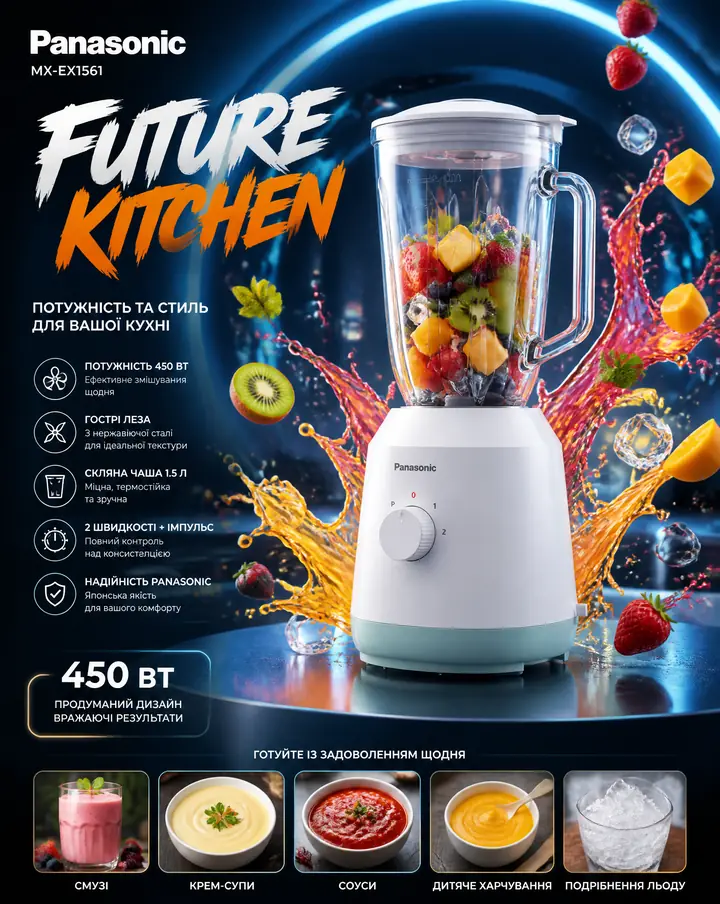 Panasonic
MX-EX1561
FUTURE
KITCHEN
ПОТУЖНІСТЬ ТА СТИЛЬ
ДЛЯ ВАШОЇ КУХНІ
ПОТУЖНІСТЬ 450 ВТ
Ефективне змішування
щодня
ГОСТРІ ЛЕЗА
З нержавіючої сталі
для ідеальної текстури
СКЛЯНА ЧАША 1.5 Л
Міцна, термостійка
та зручна
2 ШВИДКОСТІ + ІМПУЛЬС
Повний контроль
над консисталцією
НАДІЙНІСТЬ PANASONIC
Японська якість
для вашого комфорту
Panasonic
P 0 1
2
450 ВТ
ПРОДУМАНИЙ ДИЗАЙН
ВРАЖАЮЧІ РЕЗУЛЬТАТИ
ГОТУЙТЕ ІЗ ЗАДОВОЛЕННЯМ ЩОДНЯ
СМУЗІ
КРЕМ-СУПИ
СОУСИ
ДИТЯЧЕ ХАРЧУВАННЯ
ПОДРІБНЕННЯ ЛЬОДУ